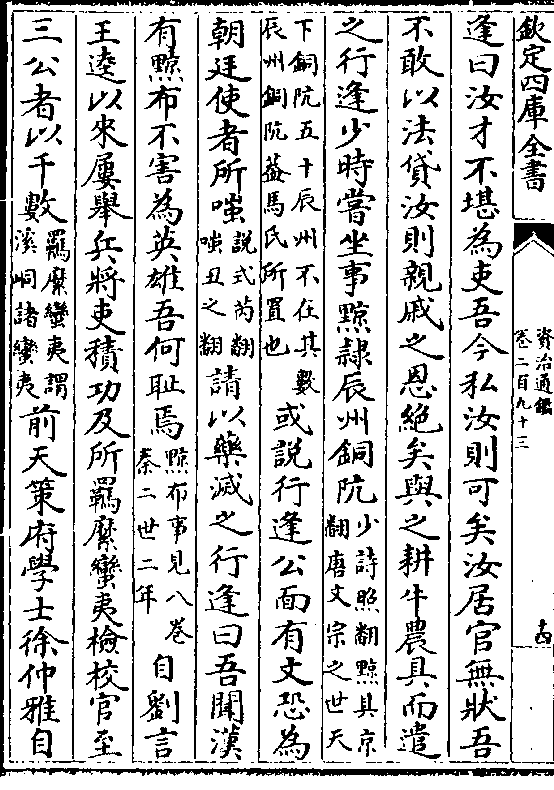 欽定四庫全書
資治通鑑
卷二百九十三
十四
逢曰汝才不堪為吏吾今私汝則可矣汝居官無狀吾
不敢以法貸汝則親戚之恩絶矣與之耕牛農具而遣
之行逢少時嘗坐事黥𨽻辰州銅阬少詩照翻黥其京翻唐文宗之世天
下銅阬五十辰州不在其數辰州銅阬葢馬氏所置也或說行逢公面有文恐為
朝廷使者所嗤說式芮翻嗤丑之翻請以藥滅之行逢曰吾聞漢
有黥布不害為英雄吾何耻焉黥布事見八卷秦二世二年自劉言
王逵以來屢舉兵將吏積功及所羈縻蠻夷檢校官至
三公者以千數羈縻蠻夷謂溪峒諸蠻夷前天策府學士徐仲雅自